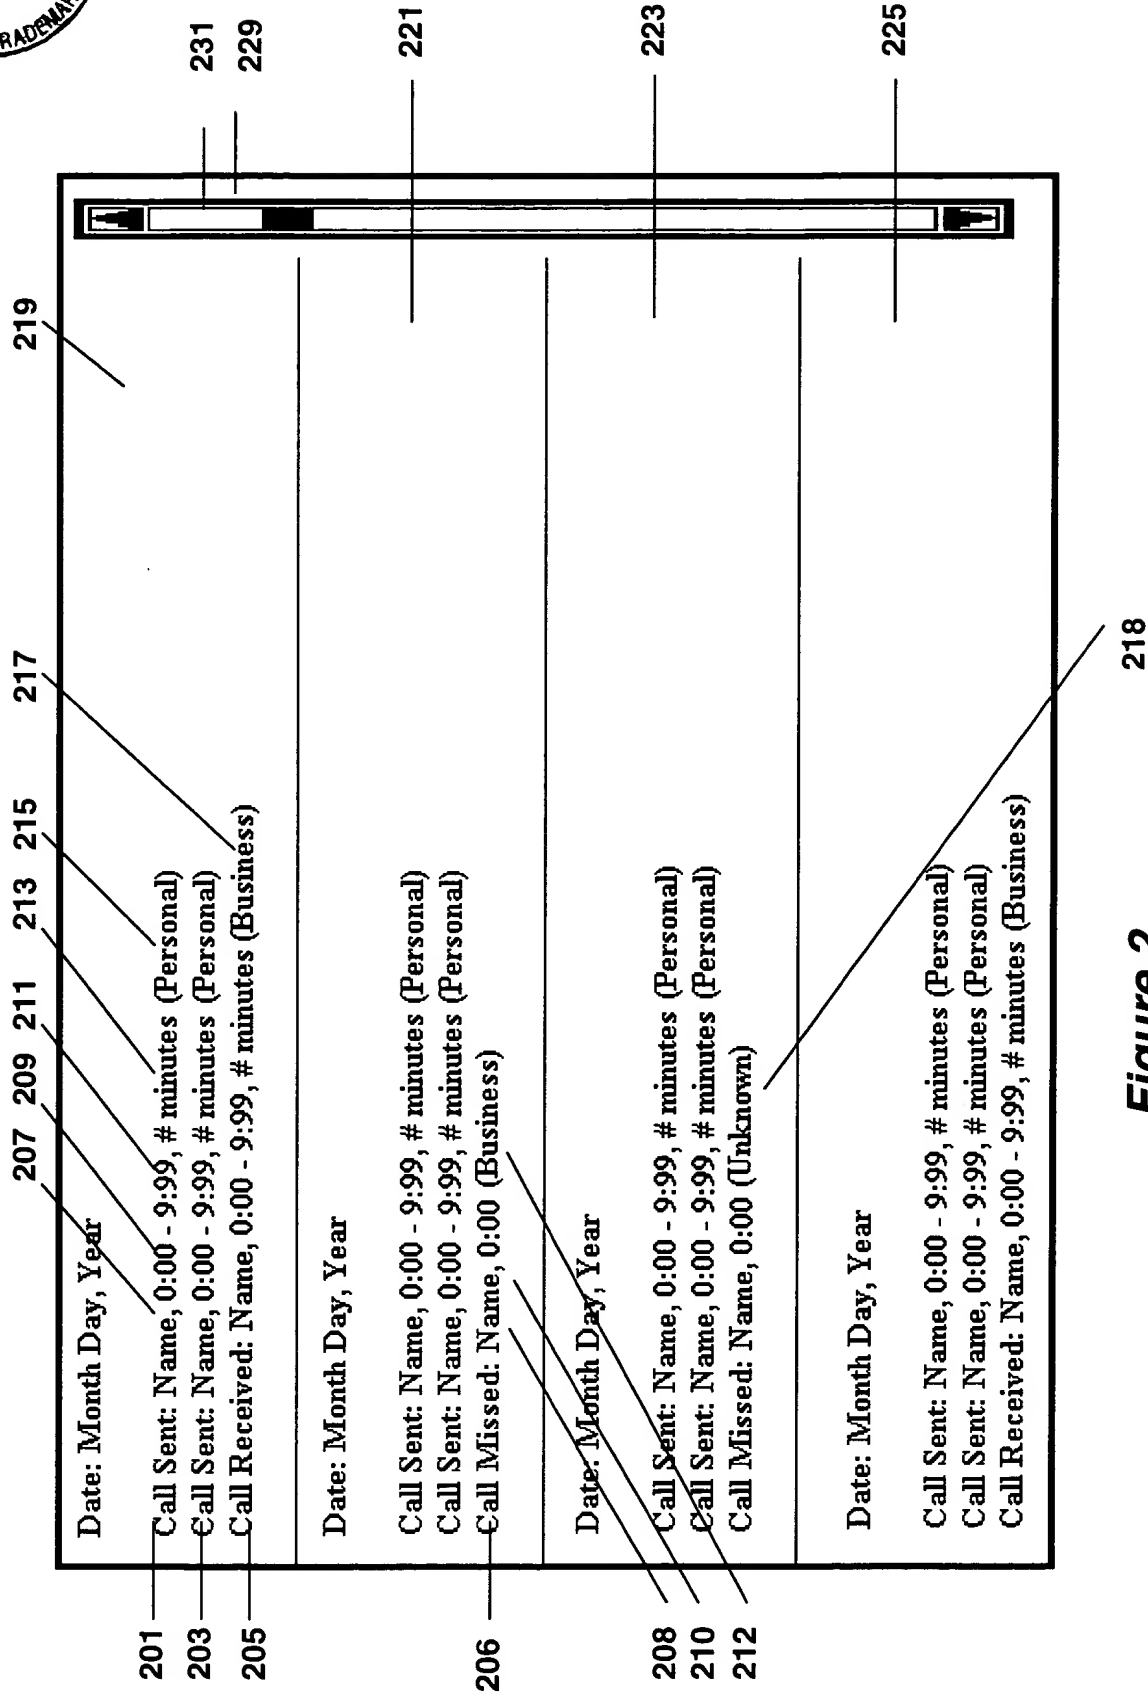 RADEMAR
231
229
221
223
225
219
217
215
213
211
209
207
Date: Month Day, Year
Call Sent: Name, 0:00 - 9:99, # minutes (Personal)
Call Sent: Name, 0:00 - 9:99, # minutes (Personal)
Call Received: Name, 0:00 - 9:99, # minutes (Business)
Date: Month Day, Year
Call Sent: Name, 0:00 - 9:99, # minutes (Personal)
Call Sent: Name, 0:00 - 9:99, # minutes (Personal)
Call Missed: Name, 0:00 (Business)
Date: Month Day, Year
Call Sent: Name, 0:00 - 9:99, # minutes (Personal)
Call Sent: Name, 0:00 - 9:99, # minutes (Personal)
Call Missed: Name, 0:00 (Unknown)
Date: Month Day, Year
Call Sent: Name, 0:00 - 9:99, # minutes (Personal)
Call Sent: Name, 0:00 - 9:99, # minutes (Personal)
Call Received: Name, 0:00 - 9:99, # minutes (Business)
201
203
205
206
208
210
212
218
Figure 2